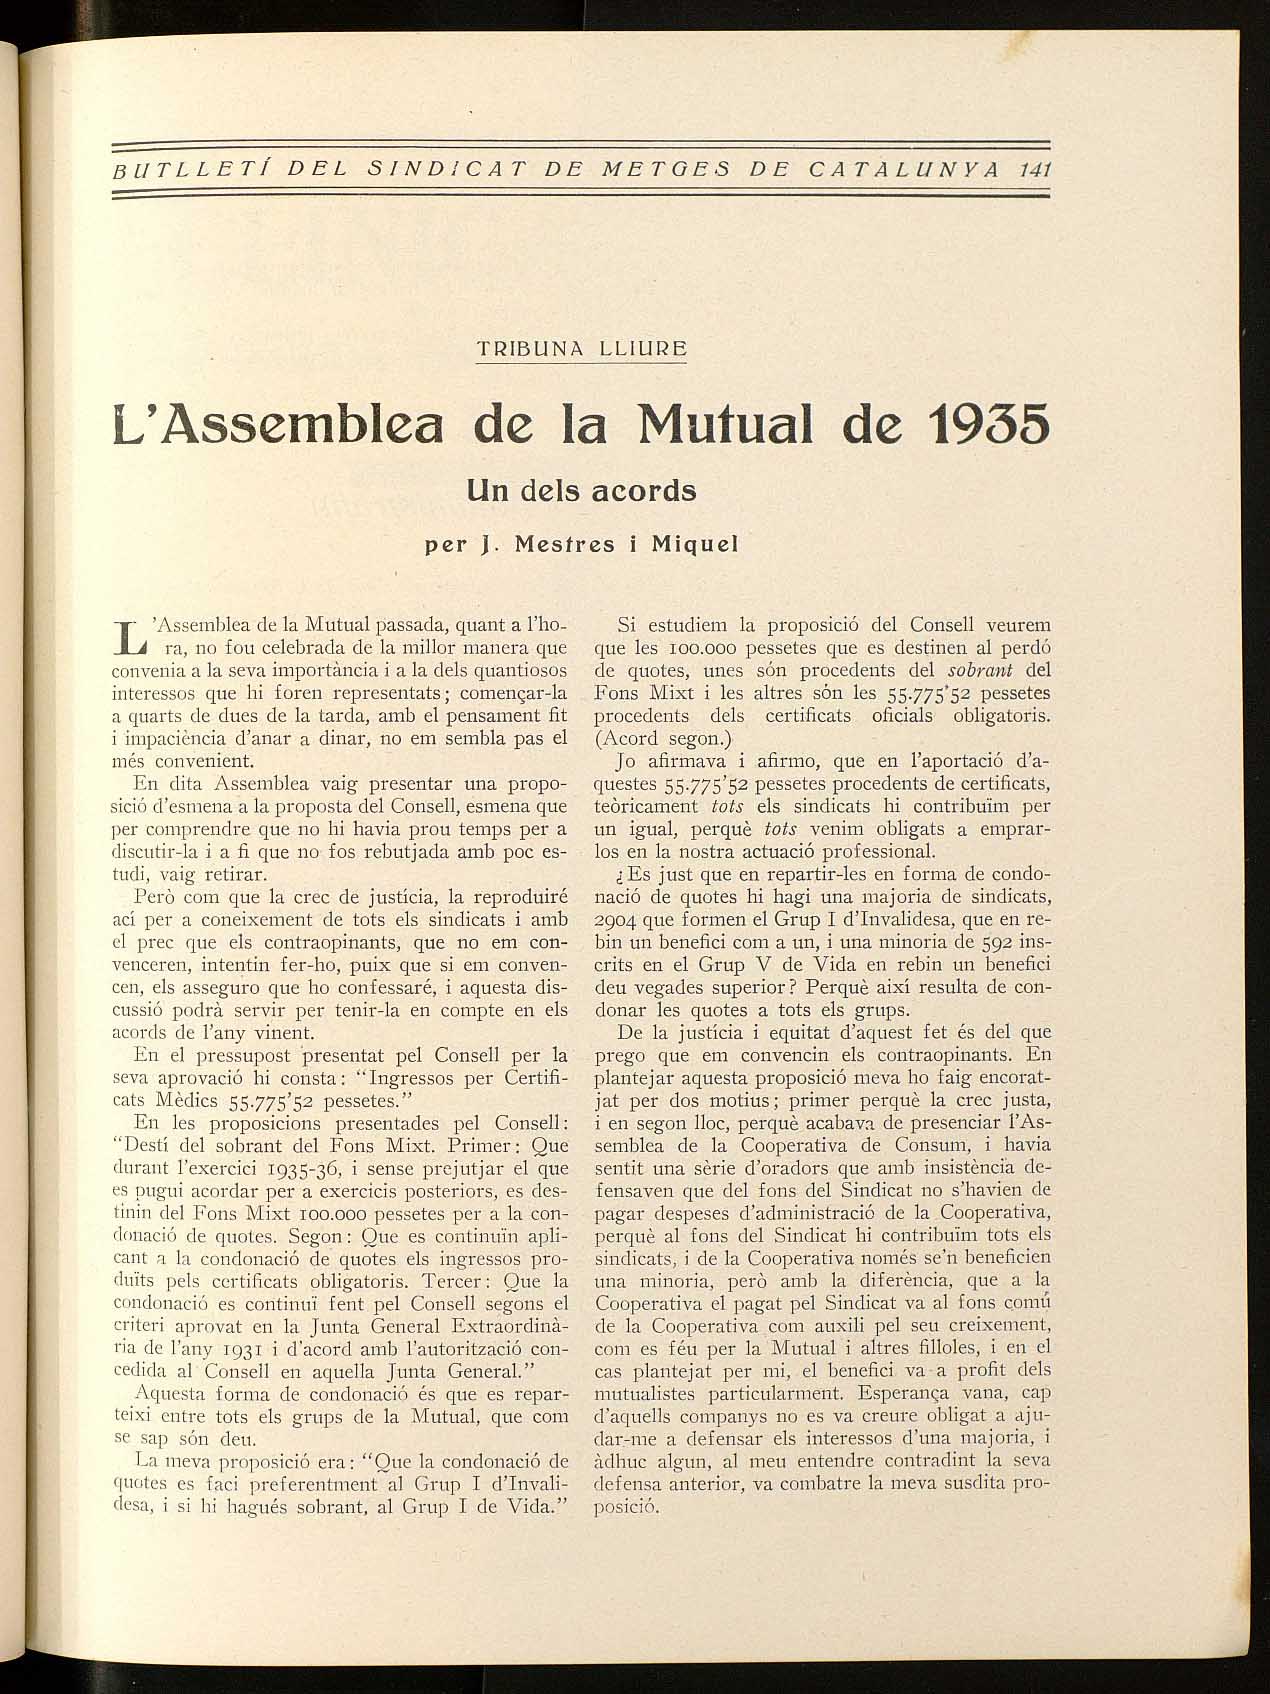 BUTLLETÍ DEL SINDICAT DE METGES DE CATALUNYA 141
TRIBUNA LLIURE
L'Assemblea de la Mutual de 1935
Un dels acords
per J. Mestres i Miquel
L'Assemblea de la Mutual passada, quant a l'ho-
ra, no fou celebrada de la millor manera que
convenia a la seva importància i a la dels quantiosos
interessos que hi foren representats; començar-la
a quarts de dues de la tarda, amb el pensament fit
i impaciència d'anar a dinar, no em sembla pas el
més convenient.
En dita Assemblea vaig presentar una propo-
sició d'esmena a la proposta del Consell, esmena que
per comprendre que no hi havia prou temps per a
discutir-la i a fi que no fos rebutjada amb poc es-
tudi, vaig retirar.
Però com que la crec de justícia, la reproduiré
ací per a coneixement de tots els sindicats i amb
el prec que els contraopinants, que no em con-
venceren, intentin fer-ho, puix que si em conven-
cen, els asseguro que ho confessaré, i aquesta dis-
cussió podrà servir per tenir-la en compte en els
acords de l'any vinent.
En el pressupost presentat pel Consell per la
seva aprovació hi consta: "Ingressos per Certifi-
cats Mèdics 55.775'52 pessetes."
En les proposicions presentades pel Consell:
"Destí del sobrant del Fons Mixt. Primer: Que
durant l'exercici 1935-36, i sense prejutjar el que
es pugui acordar per a exercicis posteriors, es des-
tinin del Fons Mixt 100.000 pessetes per a la con-
donació de quotes. Segon: Que es continuïn apli-
cant a la condonació de quotes els ingressos pro-
duïts pels certificats obligatoris. Tercer: Que la
condonació es continuï fent pel Consell segons el
criteri aprovat en la Junta General Extraordinà-
ria de l'any 1931 i d'acord amb l'autorització con-
cedida al Consell en aquella Junta General."
Aquesta forma de condonació és que es repar-
teixi entre tots els grups de la Mutual, que com
se sap són deu.
La meva proposició era: "Que la condonació de
quotes es faci preferentment al Grup I d'Invali-
desa, i si hi hagués sobrant, al Grup I de Vida."
Si estudiem la proposició del Consell veurem
que les 100.000 pessetes que es destinen al perdó
de quotes, unes són procedents del sobrant del
Fons Mixt i les altres són les 55.775'52 pessetes
procedents dels certificats oficials obligatoris.
(Acord segon.)
Jo afirmava i afirmo, que en l'aportació d'a-
questes 55.775'52 pessetes procedents de certificats,
teòricament tots els sindicats hi contribuïm per
un igual, perquè tots venim obligats a emprar-
los en la nostra actuació professional.
¿Es just que en repartir-les en forma de condo-
nació de quotes hi hagi una majoria de sindicats,
2904 que formen el Grup I d'Invalidesa, que en re-
bin un benefici com a un, i una minoria de 592 ins-
crits en el Grup V de Vida en rebin un benefici
deu vegades superior? Perquè així resulta de con-
donar les quotes a tots els grups.
De la justícia i equitat d'aquest fet és del que
prego que em convencin els contraopinants. En
plantejar aquesta proposició meva ho faig encorat-
jat per dos motius; primer perquè la crec justa,
i en segon lloc, perquè acabava de presenciar l'As-
semblea de la Cooperativa de Consum, i havia
sentit una sèrie d'oradors que amb insistència de-
fensaven que del fons del Sindicat no s'havien de
pagar despeses d'administració de la Cooperativa,
perquè al fons del Sindicat hi contribuïm tots els
sindicats, i de la Cooperativa només se'n beneficien
una minoria, però amb la diferència, que a la
Cooperativa el pagat pel Sindicat va al fons comú
de la Cooperativa com auxili pel seu creixement,
com es féu per la Mutual i altres filloles, i en el
cas plantejat per mi, el benefici va a profit dels
mutualistes particularment. Esperança vana, cap
d'aquells companys no es va creure obligat a aju-
dar-me a defensar els interessos d'una majoria, i
àdhuc algun, al meu entendre contradint la seva
defensa anterior, va combatre la meva susdita pro-
posició.